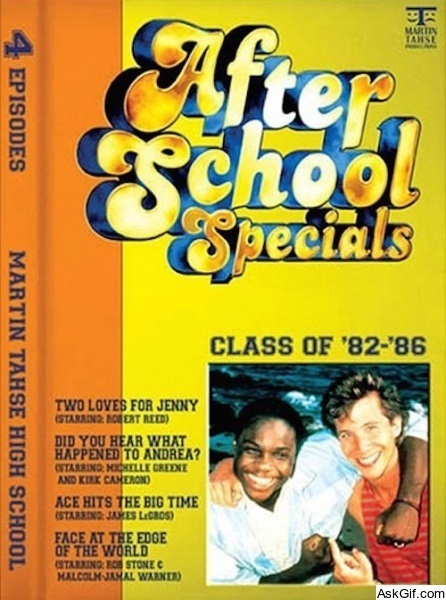 4 EPISODES
MARTIN TAHSE HIGH SCHOOL
MARTIN
TAHSE
PRODUCTIONS
After
School
Specials
CLASS OF '82-'86
TWO LOVES FOR JENNY
(STARRING: ROBERT REED)
DID YOU HEAR WHAT
HAPPENED TO ANDREA?
(STARRING: MICHELLE GREENE
AND KIRK CAMERON)
ACE HITS THE BIG TIME
(STARRING: JAMES LeGROS)
FACE AT THE EDGE
OF THE WORLD
(STARRING: ROB STONE &
MALCOLM-JAMAL WARNER)
AskGif.com